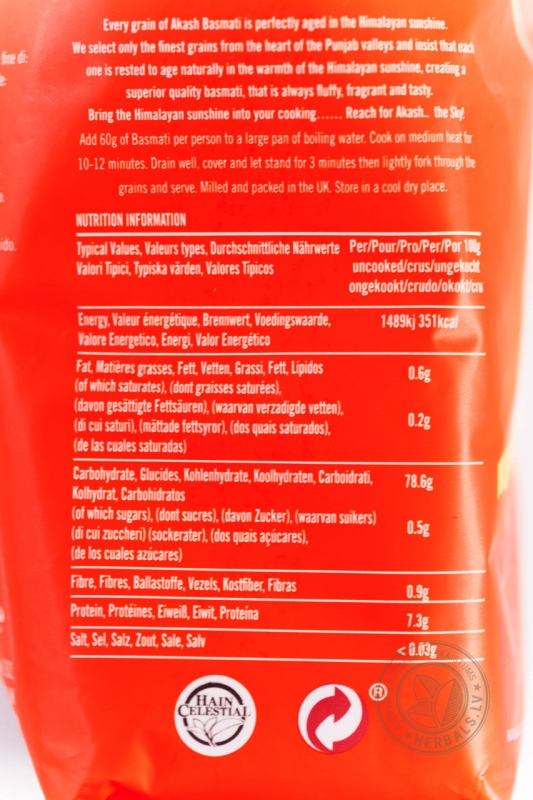 Every grain of Akash Basmati is perfectly aged in the Himalayan sunshine.
We select only the finest grains from the heart of the Punjab valleys and insist that each
one is rested to age naturally in the warmth of the Himalayan sunshine, creating a
superior quality basmati, that is always fluffy, fragrant and tasty.
Bring the Himalayan sunshine into your cooking...... Reach for Akash.. the Sky!
Add 60g of Basmati per person to a large pan of boiling water. Cook on medium heat for
10-12 minutes. Drain well, cover and let stand for 3 minutes then lightly fork through the
grains and serve. Milled and packed in the UK. Store in a cool dry place.
fine di:
NUTRITION INFORMATION
Typical Values, Valeurs types, Durchschnittliche Nährwerte
Valori Tipici, Typiska värden, Valores Típicos
Per/Pour/Pro/Per/Por 100g
uncooked/crus/ungekocht
ongekookt/crudo/okokt/cru
Energy, Valeur énergétique, Brennwert, Voedingswaarde,
Valore Energetico, Energi, Valor Energético
1489kj 351kcal
Fat, Matières grasses, Fett, Vetten, Grassi, Fett, Lípidos
0.6g
(of which saturates), (dont graisses saturées),
(davon gesättigte Fettsäuren), (waarvan verzadigde vetten),
(di cui saturi), (mättade fettsyror), (dos quais saturados),
(de las cuales saturadas)
0.2g
Carbohydrate, Glucides, Kohlenhydrate, Koolhydraten, Carboidrati,
Kolhydrat, Carbohidratos
78.6g
(of which sugars), (dont sucres), (davon Zucker), (waarvan suikers)
(di cui zuccheri) (sockerater), (dos quais açúcares),
(de los cuales azúcares)
0.5g
Fibre, Fibres, Ballastoffe, Vezels, Kostfiber, Fibras
0.9g
Protein, Protéines, Eiweiß, Eiwit, Proteína
7.3g
Salt, Sel, Salz, Zout, Sale, Salv
< 0.03g
HAIN
CELESTIAL
®
HERBALS.LV